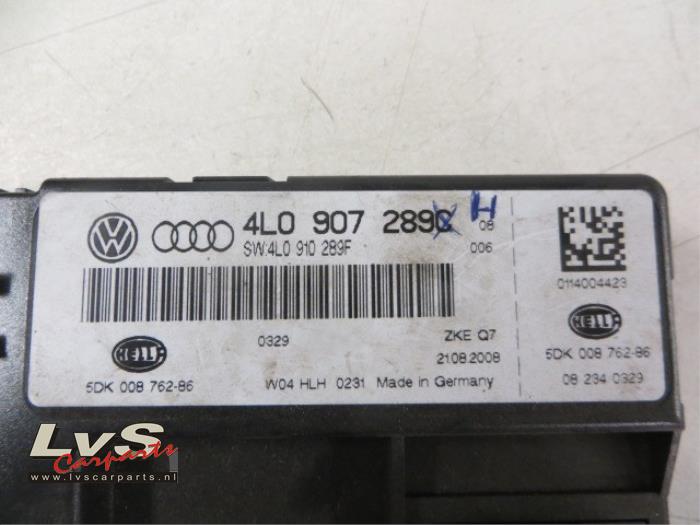 4L0 907 289C H 08
SW:4L0 910 289F 006
0329 ZKE Q7
21.08.2008
HELLA
5DK 008 762-86
W04 HLH 0231 Made in Germany
0114004423
HELLA
5DK 008 762-86
08 234 0329
LvS
Carparts
www.lvscarparts.nl